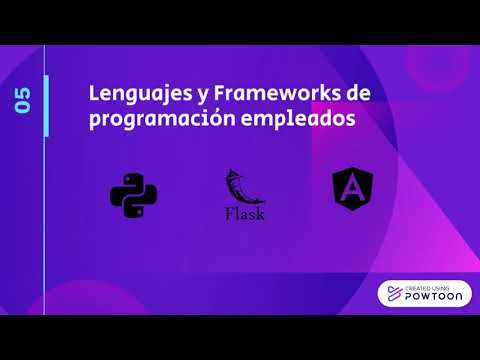 05
Lenguajes y Frameworks de
programación empleados
Flask
A
CREATED USING
POWTOON